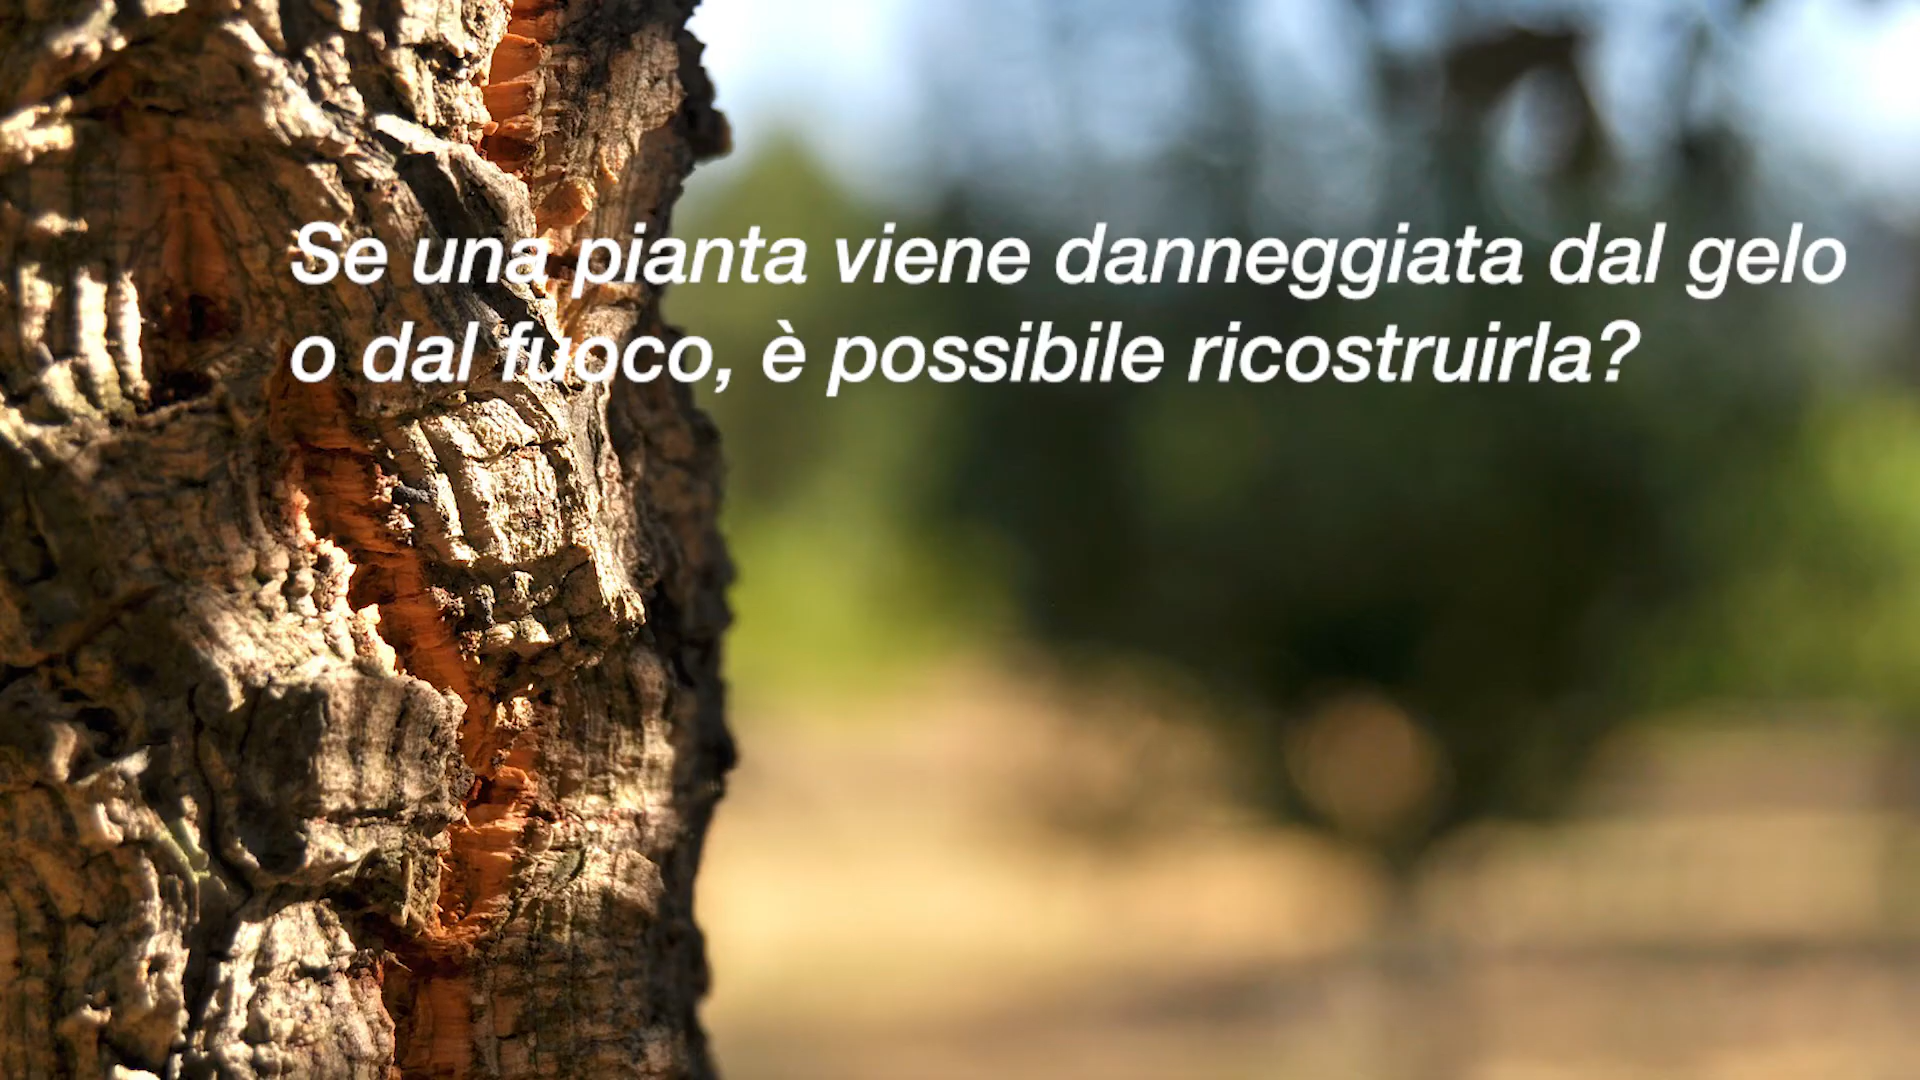 Se una pianta viene danneggiata dal gelo
o dal fuoco, è possibile ricostruirla?